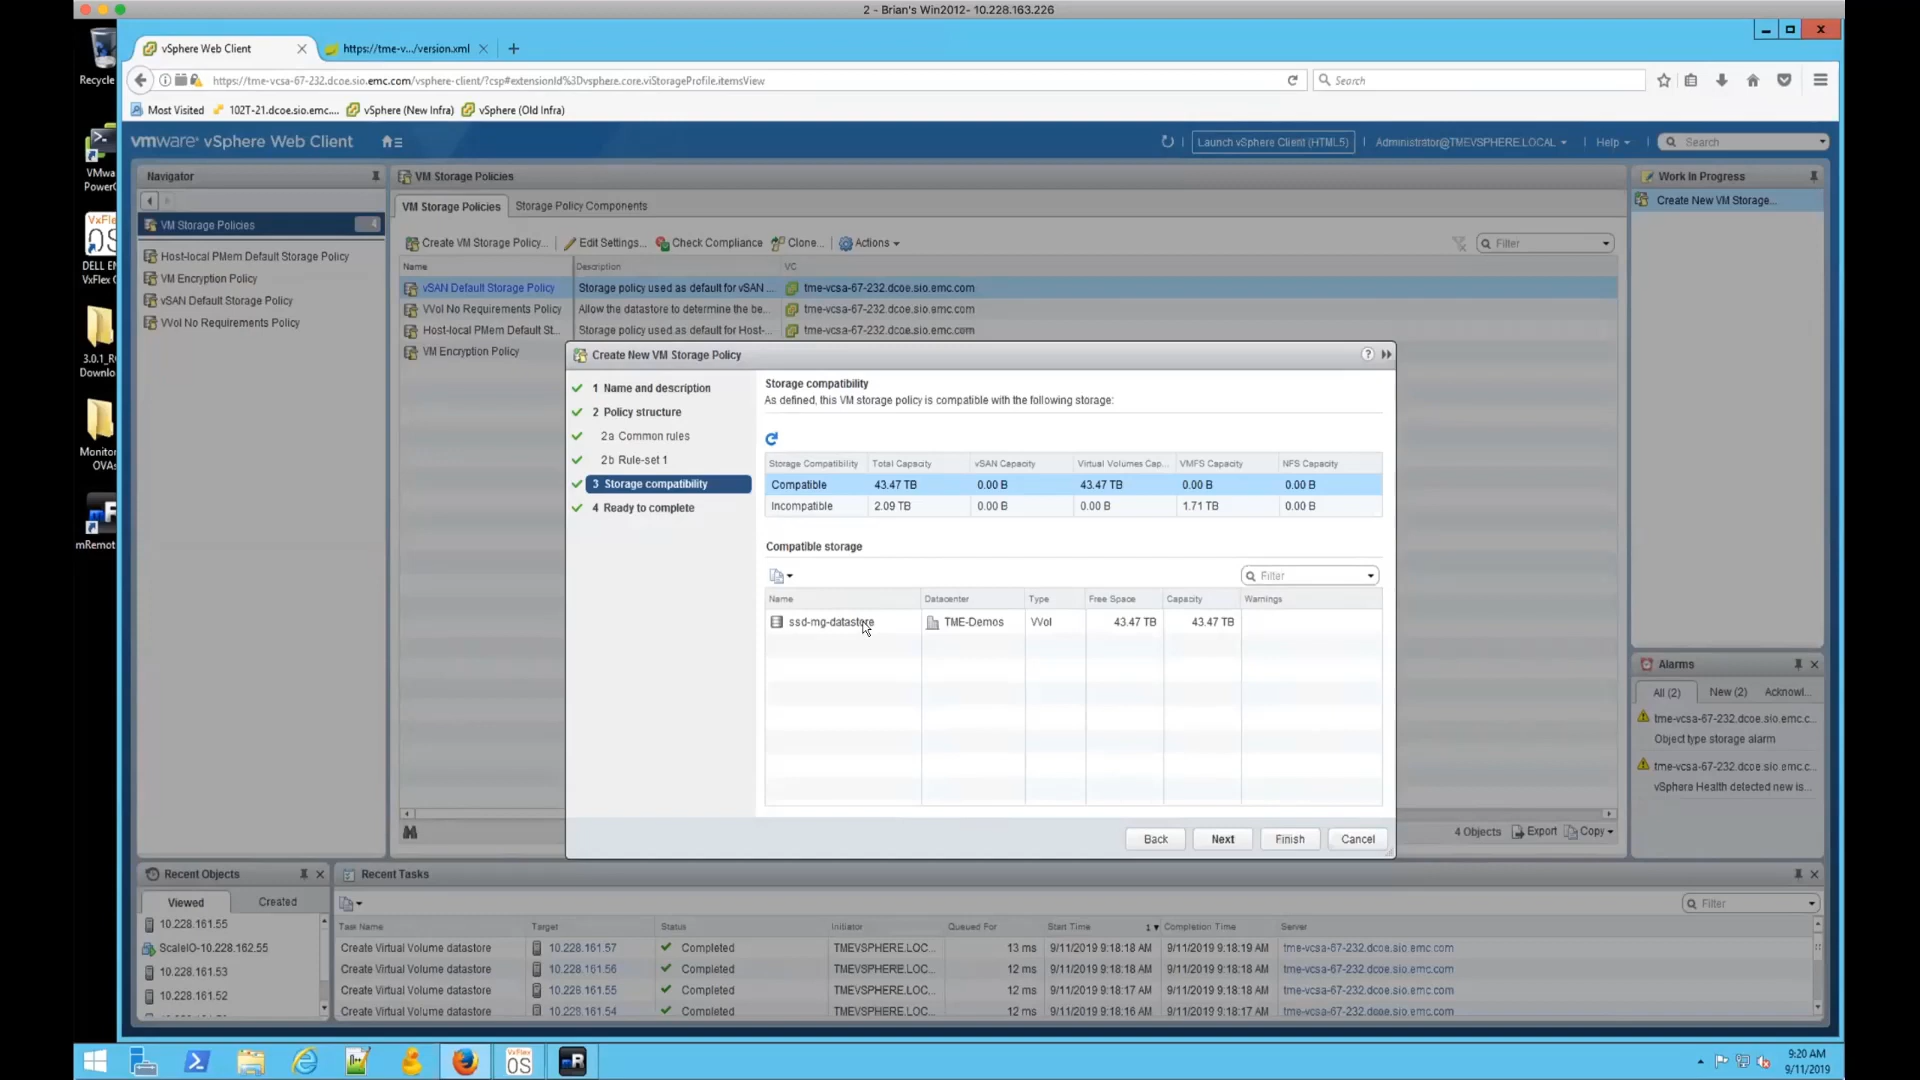 2 - Brian's Win2012- 10.228.163.226
vSphere Web Client
https://tme-v.../version.xml
https://tme-vcsa-67-232.dcoe.sio.emc.com/vsphere-client/?csp#extensionId%3Dvsphere.core.viStorageProfile.itemsView
Search
Most Visited
102T-21.dcoe.sio.emc....
vSphere (New Infra)
vSphere (Old Infra)
Recycle
VMwa
PowerC
VxFl
OS
DELL EN
VxFlex C
3.0.1_R
Downlo
Monitor
OVAs
mR
mRemot
vmware vSphere Web Client
Launch vSphere Client (HTML5)
Administrator@TMEVSPHERE.LOCAL
Help
Search
Navigator
VM Storage Policies
Host-local PMem Default Storage Policy
VM Encryption Policy
vSAN Default Storage Policy
VVol No Requirements Policy
VM Storage Policies
VM Storage Policies
Storage Policy Components
Create VM Storage Policy...
Edit Settings...
Check Compliance
Clone...
Actions
Filter
Name Description VC
vSAN Default Storage Policy Storage policy used as default for vSAN ... tme-vcsa-67-232.dcoe.sio.emc.com
VVol No Requirements Policy Allow the datastore to determine the be... tme-vcsa-67-232.dcoe.sio.emc.com
Host-local PMem Default St... Storage policy used as default for Host-... tme-vcsa-67-232.dcoe.sio.emc.com
VM Encryption Policy
4 Objects Export Copy
Create New VM Storage Policy
1 Name and description
2 Policy structure
2a Common rules
2b Rule-set 1
3 Storage compatibility
4 Ready to complete
Storage compatibility
As defined, this VM storage policy is compatible with the following storage:
Storage Compatibility Total Capacity vSAN Capacity Virtual Volumes Cap... VMFS Capacity NFS Capacity
Compatible 43.47 TB 0.00 B 43.47 TB 0.00 B 0.00 B
Incompatible 2.09 TB 0.00 B 0.00 B 1.71 TB 0.00 B
Compatible storage
Filter
Name Datacenter Type Free Space Capacity Warnings
ssd-mg-datastore TME-Demos VVol 43.47 TB 43.47 TB
Back Next Finish Cancel
Work In Progress
Create New VM Storage...
Alarms
All (2) New (2) Acknowl...
tme-vcsa-67-232.dcoe.sio.emc.c...
Object type storage alarm
tme-vcsa-67-232.dcoe.sio.emc.c...
vSphere Health detected new is...
Recent Objects
Viewed Created
10.228.161.55
ScaleIO-10.228.162.55
10.228.161.53
10.228.161.52
Recent Tasks
Filter
Task Name Target Status Initiator Queued For Start Time 1 Completion Time Server
Create Virtual Volume datastore 10.228.161.57 Completed TMEVSPHERE.LOC... 13 ms 9/11/2019 9:18:18 AM 9/11/2019 9:18:19 AM tme-vcsa-67-232.dcoe.sio.emc.com
Create Virtual Volume datastore 10.228.161.56 Completed TMEVSPHERE.LOC... 12 ms 9/11/2019 9:18:18 AM 9/11/2019 9:18:18 AM tme-vcsa-67-232.dcoe.sio.emc.com
Create Virtual Volume datastore 10.228.161.55 Completed TMEVSPHERE.LOC... 12 ms 9/11/2019 9:18:17 AM 9/11/2019 9:18:18 AM tme-vcsa-67-232.dcoe.sio.emc.com
Create Virtual Volume datastore 10.228.161.54 Completed TMEVSPHERE.LOC... 12 ms 9/11/2019 9:18:16 AM 9/11/2019 9:18:17 AM tme-vcsa-67-232.dcoe.sio.emc.com
VxFlex
OS
mR
9:20 AM
9/11/2019